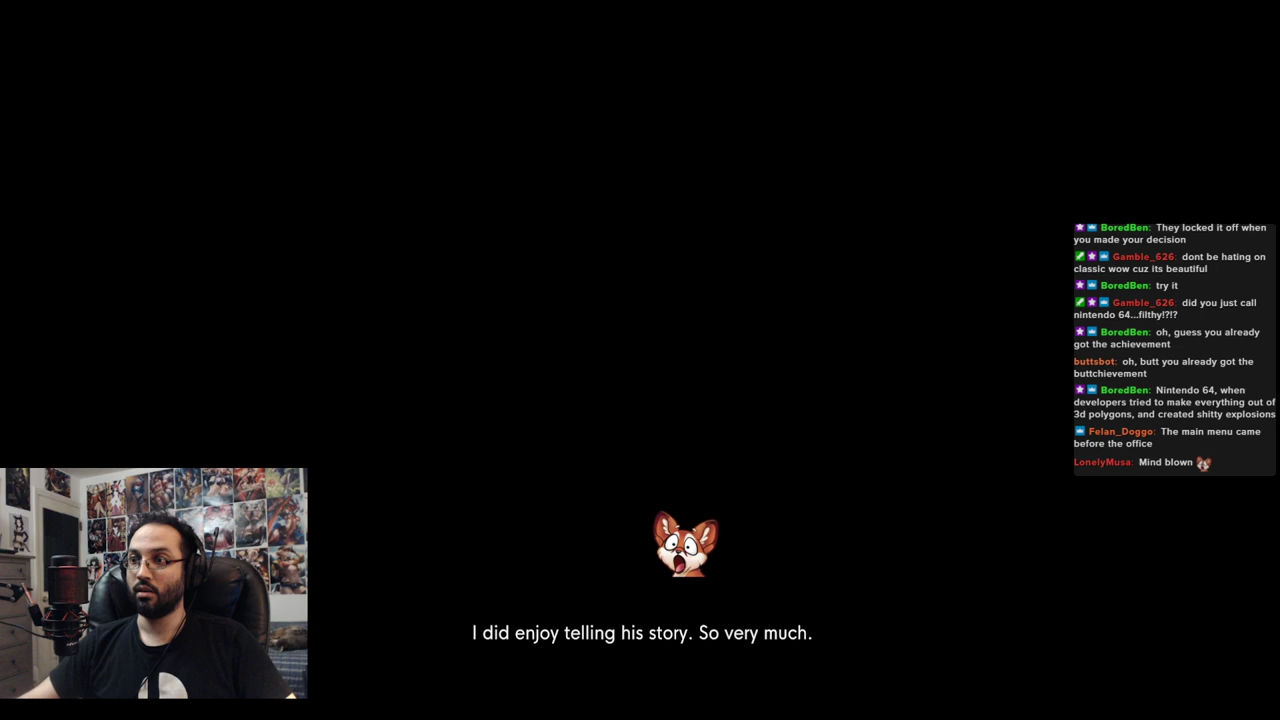 BoredBen: They locked it off when
you made your decision
Gamble_626: dont be hating on
classic wow cuz its beautiful
BoredBen: try it
Gamble_626: did you just call
nintendo 64...filthy!?!?
BoredBen: oh, guess you already
got the achievement
buttsbot: oh, butt you already got the
buttchievement
BoredBen: Nintendo 64, when
developers tried to make everything out of
3d polygons, and created shitty explosions
Felan_Doggo: The main menu came
before the office
LonelyMusa: Mind blown
I did enjoy telling his story. So very much.